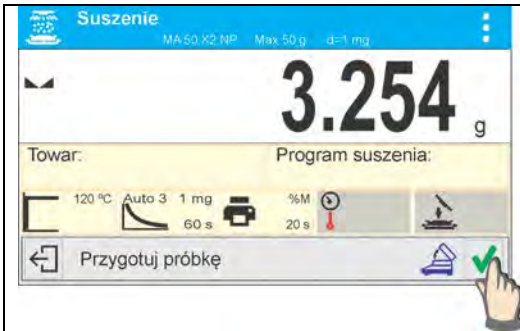 Suszenie
MA 50.X2.NP Max 50 g d=1 mg
3.254 g
Towar: Program suszenia:
120 °C Auto 3 1 mg %M
60 s 20 s
Przygotuj próbkę